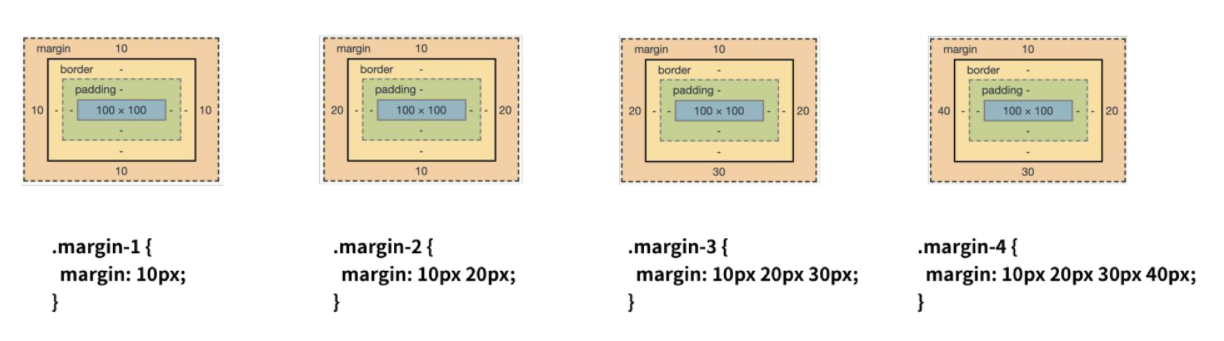 margin 10
border -
padding -
10 - - 100 × 100 - - 10
-
-
10
margin 10
border -
padding -
20 - - 100 × 100 - - 20
-
-
10
margin 10
border -
padding -
20 - - 100 × 100 - - 20
-
-
30
margin 10
border -
padding -
40 - - 100 × 100 - - 20
-
-
30
.margin-1 {
margin: 10px;
}
.margin-2 {
margin: 10px 20px;
}
.margin-3 {
margin: 10px 20px 30px;
}
.margin-4 {
margin: 10px 20px 30px 40px;
}